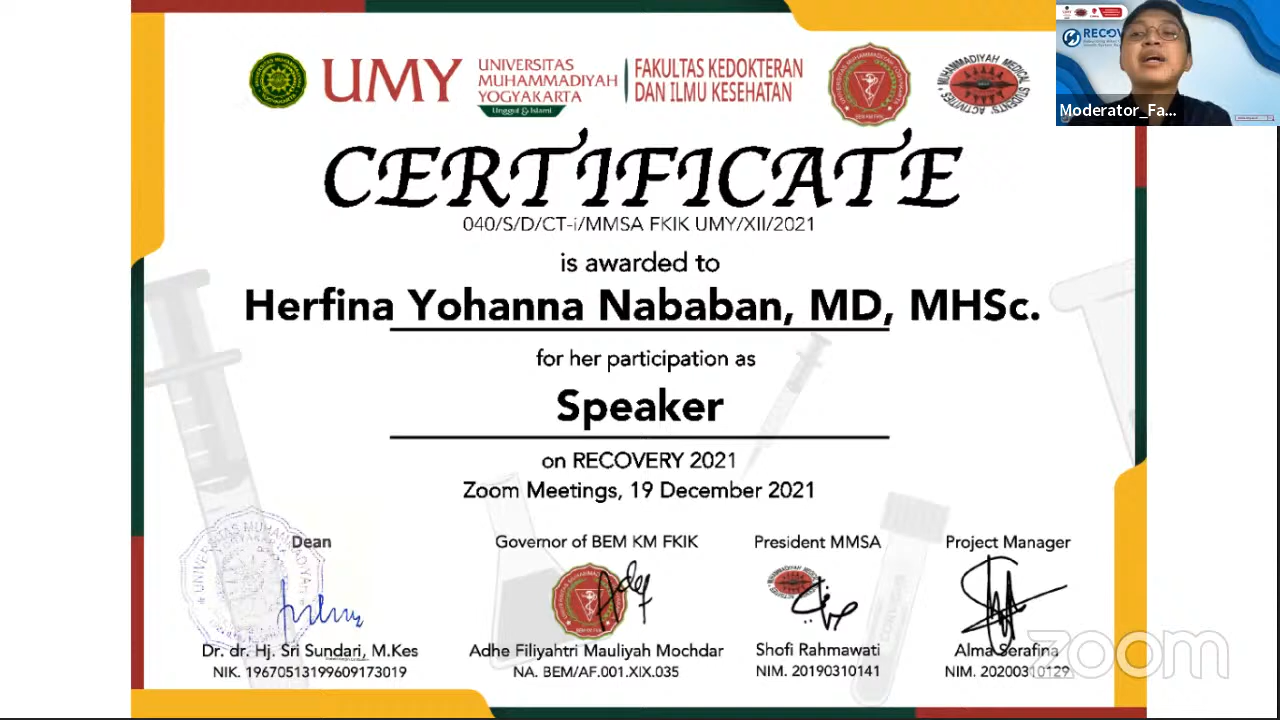 UMY
UNIVERSITAS
MUHAMMADIYAH
YOGYAKARTA
Unggul & Islami
FAKULTAS KEDOKTERAN
DAN ILMU KESEHATAN
CERTIFICATE
040/S/D/CT-i/MMSA FKIK UMY/XII/2021
is awarded to
Herfina Yohanna Nababan, MD, MHSc.
for her participation as
Speaker
on RECOVERY 2021
Zoom Meetings, 19 December 2021
Dean
Dr. dr. Hj. Sri Sundari, M.Kes
NIK. 19670513199609173019
Governor of BEM KM FKIK
Adhe Filiyahtri Mauliyah Mochdar
NA. BEM/AF.001.XIX.035
President MMSA
Shofi Rahmawati
NIM. 20190310141
Project Manager
Alma Serafina
NIM. 20200310129
zoom
RECOV
Moderator_Fa...